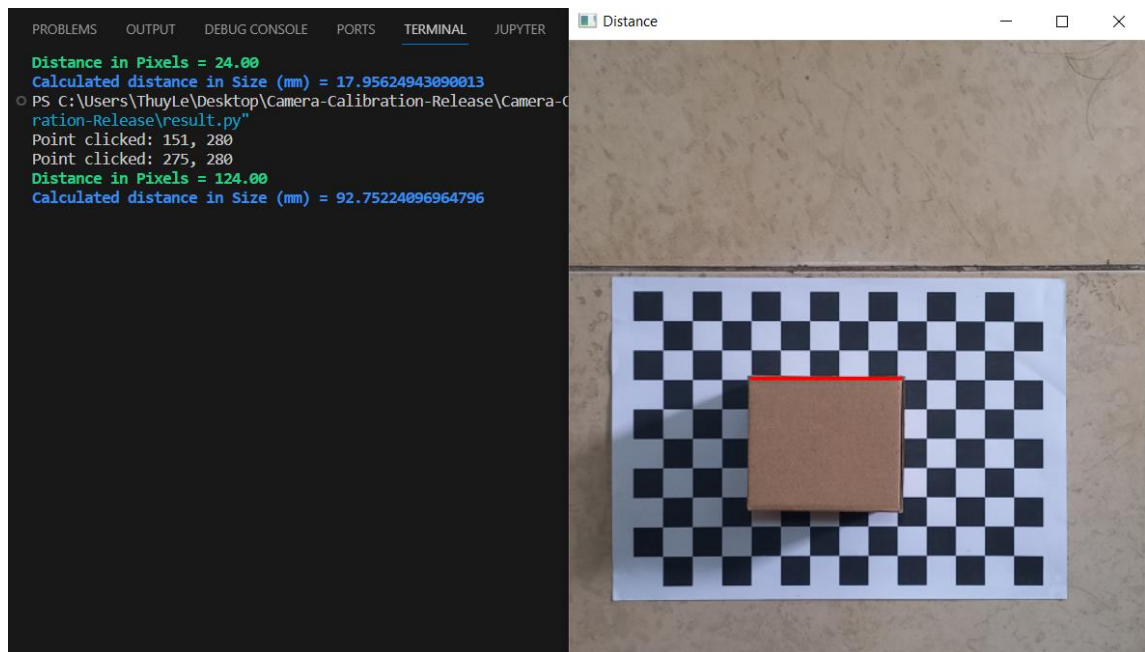 PROBLEMS OUTPUT DEBUG CONSOLE PORTS TERMINAL JUPYTER
Distance in Pixels = 24.00
Calculated distance in Size (mm) = 17.95624943090013
PS C:\Users\ThuyLe\Desktop\Camera-Calibration-Release\Camera-C
ration-Release\result.py"
Point clicked: 151, 280
Point clicked: 275, 280
Distance in Pixels = 124.00
Calculated distance in Size (mm) = 92.75224096964796
Distance